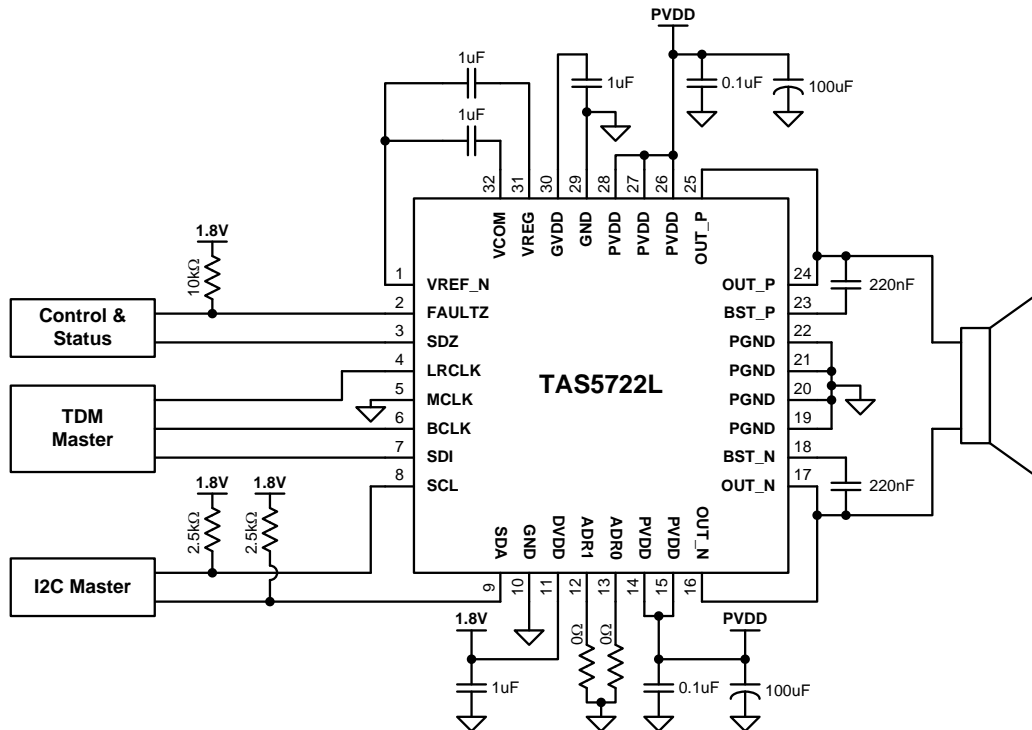 PVDD
1uF
1uF
1uF
0.1uF
100uF
32
31
30
29
28
27
26
25
VCOM
VREG
GVDD
GND
PVDD
PVDD
PVDD
OUT_P
1.8V
10kΩ
1
VREF_N
2
FAULTZ
3
SDZ
4
LRCLK
5
MCLK
6
BCLK
7
SDI
8
SCL
Control &
Status
TDM
Master
I2C Master
TAS5722L
OUT_P
24
BST_P
23
PGND
22
PGND
21
PGND
20
PGND
19
BST_N
18
OUT_N
17
220nF
220nF
1.8V
1.8V
2.5kΩ
2.5kΩ
SDA
GND
DVDD
ADR1
ADR0
PVDD
PVDD
OUT_N
9
10
11
12
13
14
15
16
1.8V
0Ω
0Ω
PVDD
1uF
0.1uF
100uF